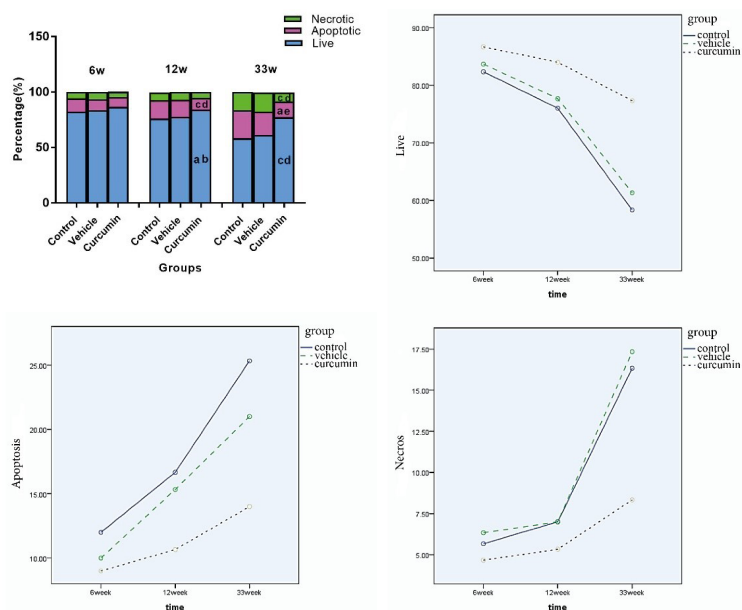 Necrotic
Apoptotic
Live
150
100
50
0
Percentage(%)
6w
12w
33w
cd
ab
cd
ae
cd
Control
Vehicle
Curcumin
Control
Vehicle
Curcumin
Control
Vehicle
Curcumin
Groups
group
control
vehicle
curcumin
90.00
80.00
70.00
60.00
50.00
Live
6week
12week
33week
time
group
control
vehicle
curcumin
25.00
20.00
15.00
10.00
Apoptosis
6week
12week
33week
time
group
control
vehicle
curcumin
17.50
15.00
12.50
10.00
7.50
5.00
Necros
6week
12week
33week
time